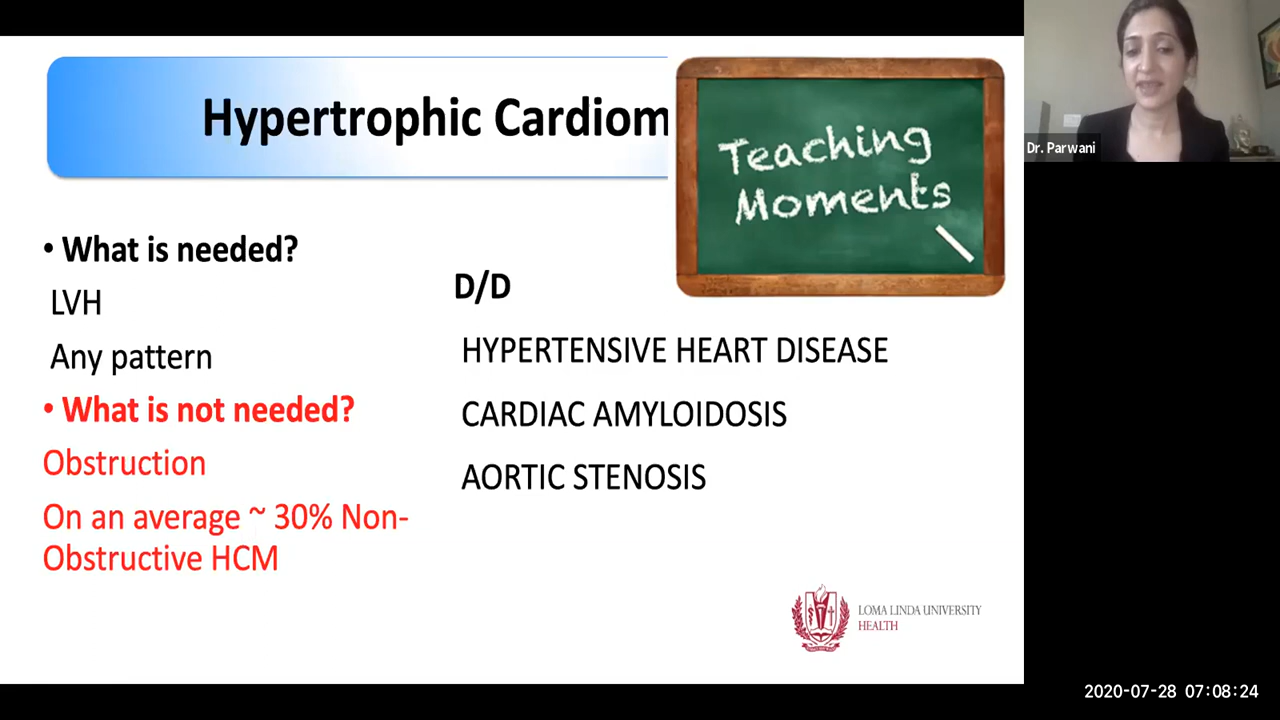 Hypertrophic Cardiom
Teaching
Moments
• What is needed?
LVH
Any pattern
• What is not needed?
Obstruction
On an average ~ 30% Non-
Obstructive HCM
D/D
HYPERTENSIVE HEART DISEASE
CARDIAC AMYLOIDOSIS
AORTIC STENOSIS
LOMA LINDA UNIVERSITY
HEALTH
Dr. Parwani
2020-07-28 07:08:24